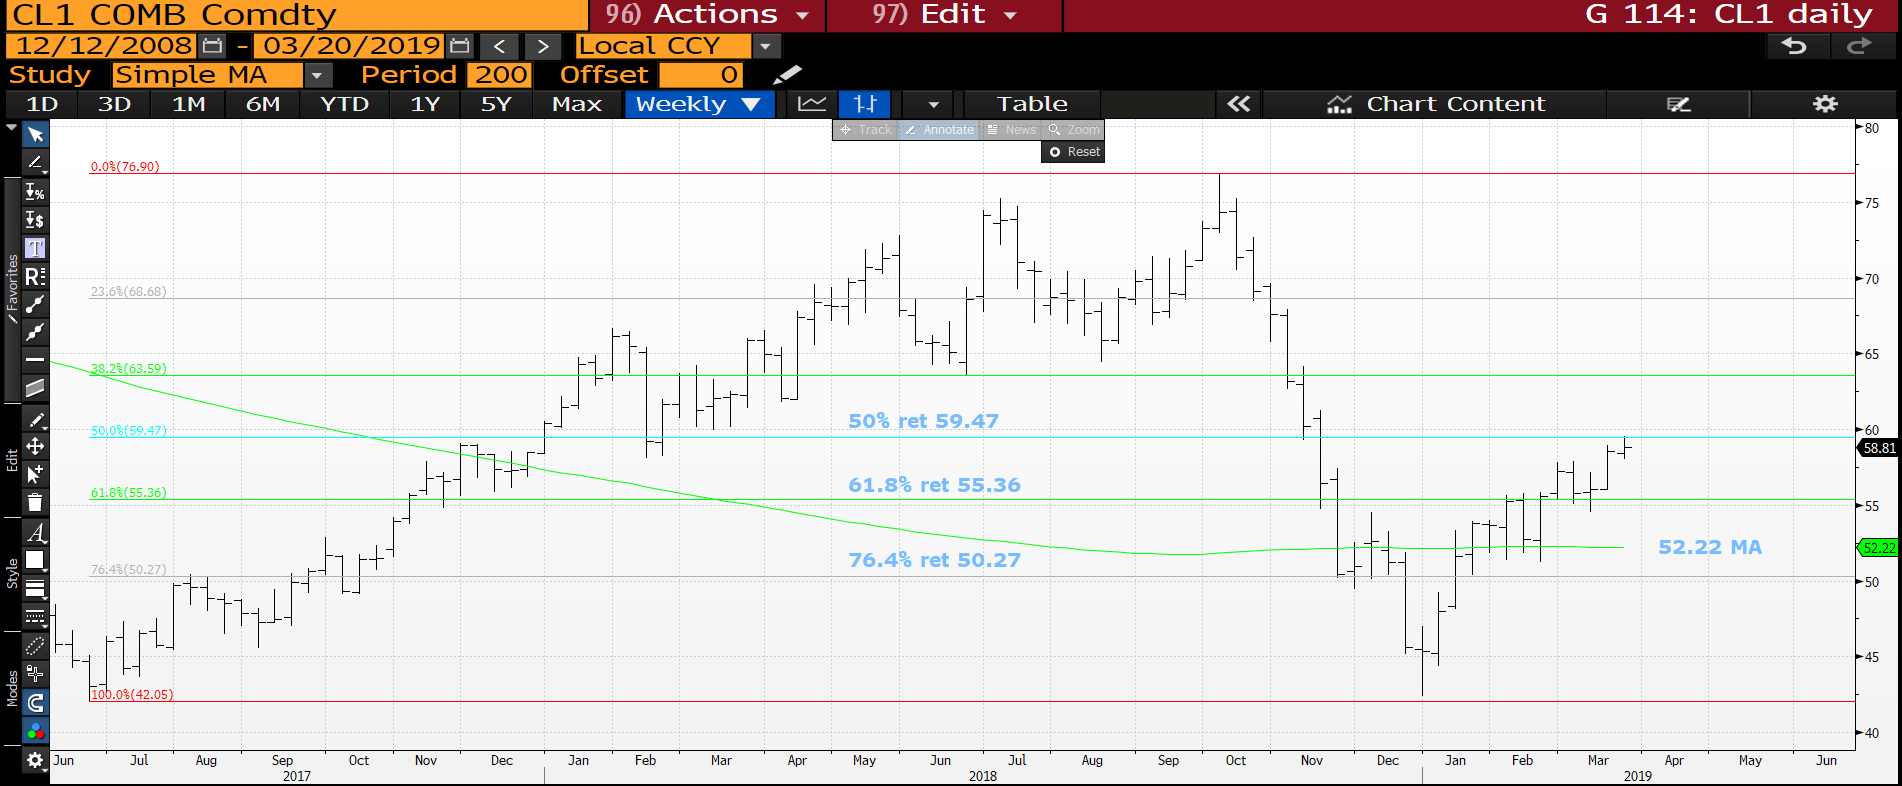 CL1 COMB Comdty 96) Actions 97) Edit G 114: CL1 daily
12/12/2008 - 03/20/2019 < > Local CCY
Study Simple MA Period 200 Offset 0
1D 3D 1M 6M YTD 1Y 5Y Max Weekly ▼ Table « Chart Content
Track Annotate News Zoom
Reset
Favorites
Edit
Style
Modes
%
$
T
R
A
0.0%(76.90)
23.6%(68.68)
38.2%(63.59)
50.0%(59.47)
61.8%(55.36)
76.4%(50.27)
100.0%(42.05)
50% ret 59.47
61.8% ret 55.36
76.4% ret 50.27
52.22 MA
80
75
70
65
60
58.81
55
52.22
50
45
40
Jun Jul Aug Sep Oct Nov Dec Jan Feb Mar Apr May Jun Jul Aug Sep Oct Nov Dec Jan Feb Mar Apr May Jun
2017 2018 2019